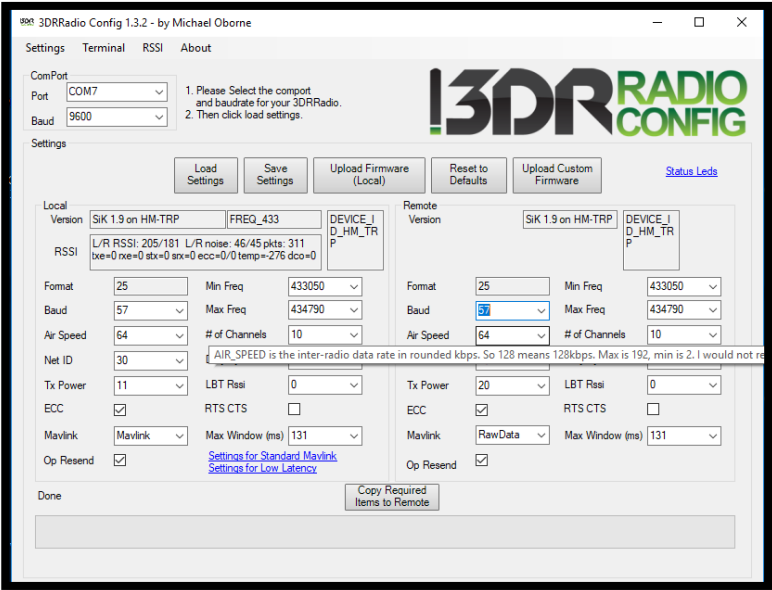 3DRRadio Config 1.3.2 - by Michael Oborne
Settings Terminal RSSI About
ComPort
Port COM7
Baud 9600
1. Please Select the comport
and baudrate for your 3DRRadio.
2. Then click load settings.
!3DR RADIO
CONFIG
Settings
Load
Settings
Save
Settings
Upload Firmware
(Local)
Reset to
Defaults
Upload Custom
Firmware
Status Leds
Local
Version SiK 1.9 on HM-TRP FREQ_433
DEVICE_I
D_HM_TR
P
RSSI
L/R RSSI: 205/181 L/R noise: 46/45 pkts: 311
txe=0 rxe=0 stx=0 srx=0 ecc=0/0 temp=-276 dco=0
Format 25 Min Freq 433050
Baud 57 Max Freq 434790
Air Speed 64 # of Channels 10
Net ID 30
Tx Power 11 LBT Rssi 0
ECC RTS CTS
Mavlink Mavlink Max Window (ms) 131
Op Resend
Settings for Standard Mavlink
Settings for Low Latency
Remote
Version SiK 1.9 on HM-TRP
DEVICE_I
D_HM_TR
P
Format 25 Min Freq 433050
Baud 57 Max Freq 434790
Air Speed 64 # of Channels 10
AIR_SPEED is the inter-radio data rate in rounded kbps. So 128 means 128kbps. Max is 192, min is 2. I would not re
Tx Power 20 LBT Rssi 0
ECC RTS CTS
Mavlink RawData Max Window (ms) 131
Op Resend
Done
Copy Required
Items to Remote